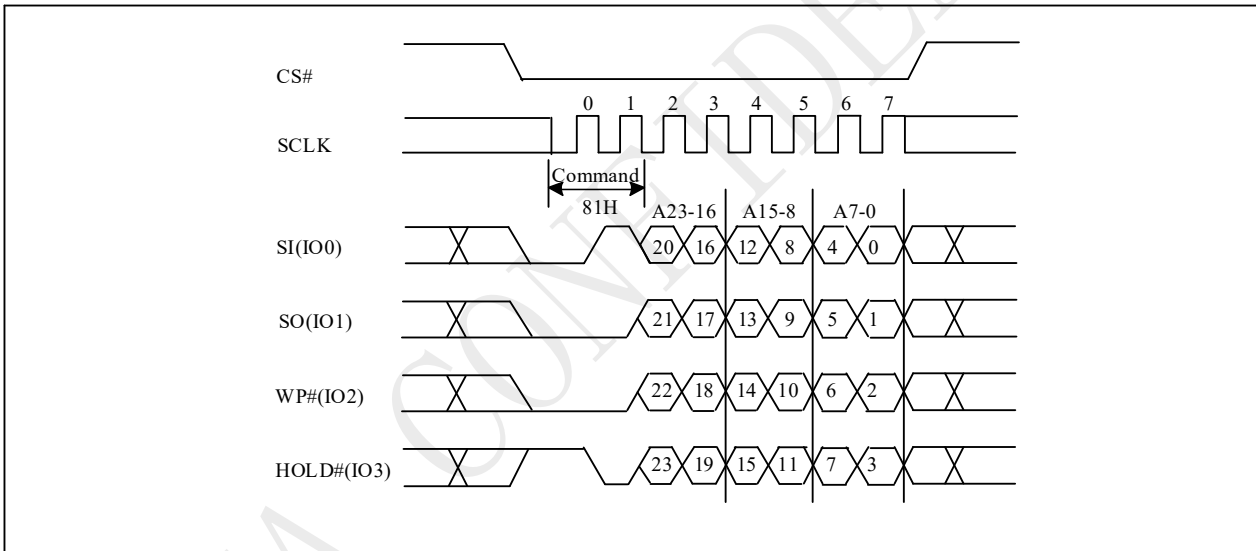 CS#
0 1 2 3 4 5 6 7
SCLK
Command
81H
A23-16 A15-8 A7-0
SI(IO0) 20 16 12 8 4 0
SO(IO1) 21 17 13 9 5 1
WP#(IO2) 22 18 14 10 6 2
HOLD#(IO3) 23 19 15 11 7 3